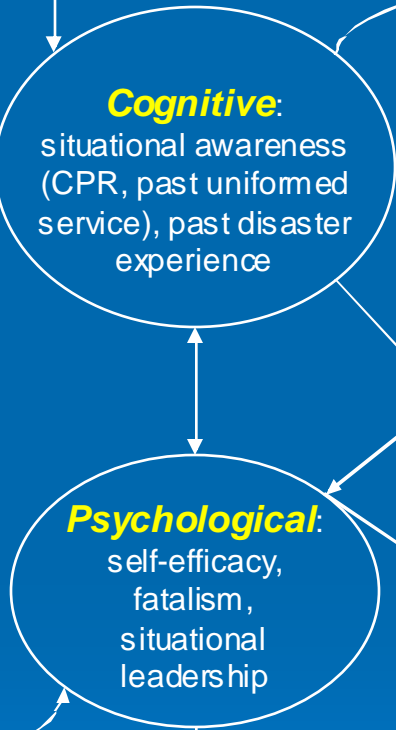 Cognitive:
situational awareness
(CPR, past uniformed
service), past disaster
experience
Psychological:
self-efficacy,
fatalism,
situational
leadership